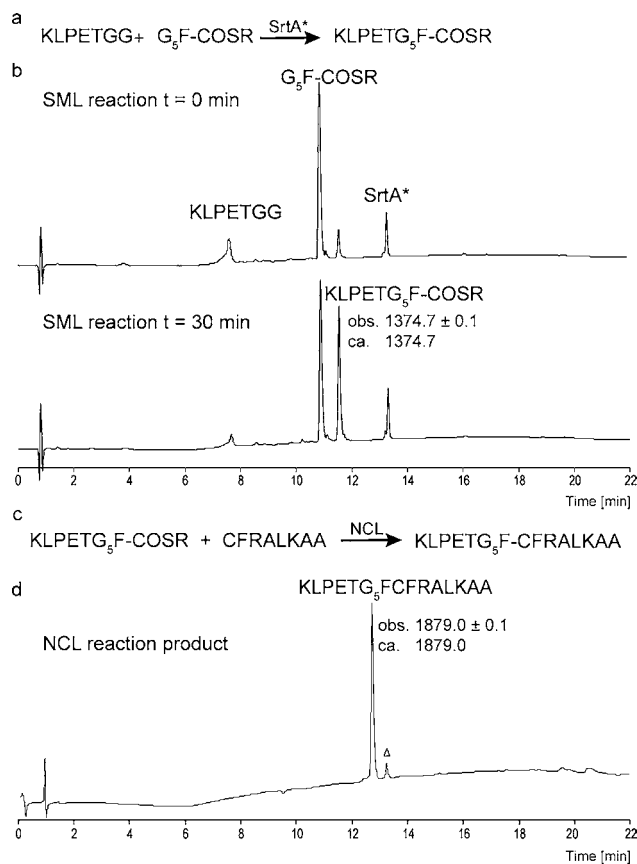 a
SrtA*
KLPETGG+ G5F-COSR KLPETG5F-COSR
b
G5F-COSR
SML reaction t = 0 min
SrtA*
KLPETGG
KLPETG5F-COSR
SML reaction t = 30 min
obs. 1374.7 ± 0.1
ca. 1374.7
0 2 4 6 8 10 12 14 16 18 20 22
Time [min]
c
NCL
KLPETG5F-COSR + CFRALKAA KLPETG5F-CFRALKAA
d
KLPETG5FCFRALKAA
obs. 1879.0 ± 0.1
ca. 1879.0
NCL reaction product
Δ
0 2 4 6 8 10 12 14 16 18 20 22
Time [min]